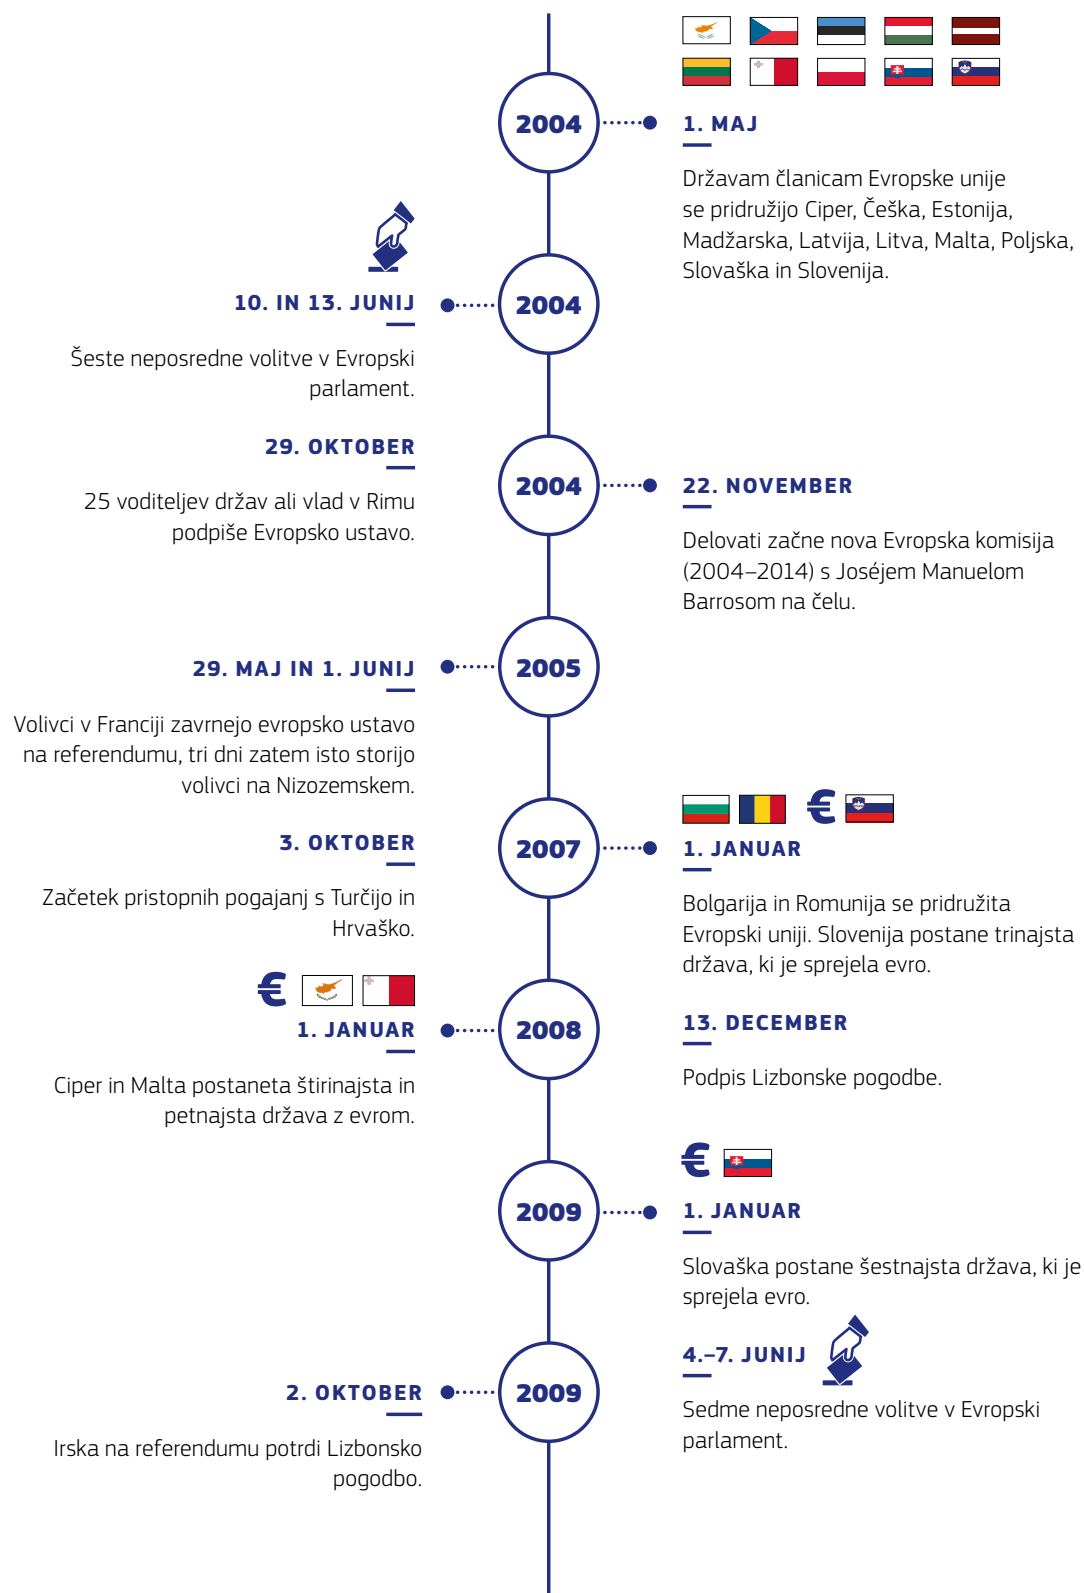 2004
1. MAJ
Državam članicam Evropske unije
se pridružijo Ciper, Češka, Estonija,
Madžarska, Latvija, Litva, Malta, Poljska,
Slovaška in Slovenija.
10. IN 13. JUNIJ
2004
Šeste neposredne volitve v Evropski
parlament.
29. OKTOBER
25 voditeljev držav ali vlad v Rimu
podpiše Evropsko ustavo.
2004
22. NOVEMBER
Delovati začne nova Evropska komisija
(2004–2014) s Joséjem Manuelom
Barrosom na čelu.
29. MAJ IN 1. JUNIJ
2005
Volivci v Franciji zavrnejo evropsko ustavo
na referendumu, tri dni zatem isto storijo
volivci na Nizozemskem.
3. OKTOBER
Začetek pristopnih pogajanj s Turčijo in
Hrvaško.
2007
€
1. JANUAR
Bolgarija in Romunija se pridružita
Evropski uniji. Slovenija postane trinajsta
država, ki je sprejela evro.
13. DECEMBER
Podpis Lizbonske pogodbe.
€
1. JANUAR
2008
Ciper in Malta postaneta štirinajsta in
petnajsta država z evrom.
2009
€
1. JANUAR
Slovaška postane šestnajsta država, ki je
sprejela evro.
4.–7. JUNIJ
Sedme neposredne volitve v Evropski
parlament.
2. OKTOBER
2009
Irska na referendumu potrdi Lizbonsko
pogodbo.